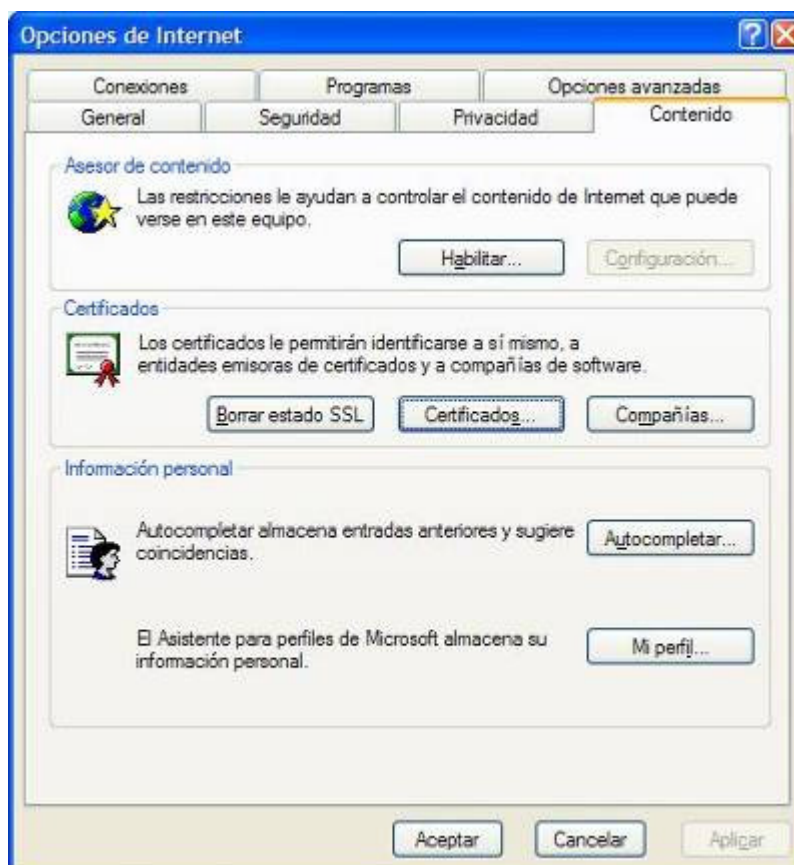 Opciones de Internet
Conexiones Programas Opciones avanzadas
General Seguridad Privacidad Contenido
Asesor de contenido
Las restricciones le ayudan a controlar el contenido de Internet que puede
verse en este equipo.
Habilitar... Configuración...
Certificados
Los certificados le permitirán identificarse a sí mismo, a
entidades emisoras de certificados y a compañías de software.
Borrar estado SSL Certificados... Compañías...
Información personal
Autocompletar almacena entradas anteriores y sugiere
coincidencias.
Autocompletar...
El Asistente para perfiles de Microsoft almacena su
información personal.
Mi perfil...
Aceptar Cancelar Aplicar